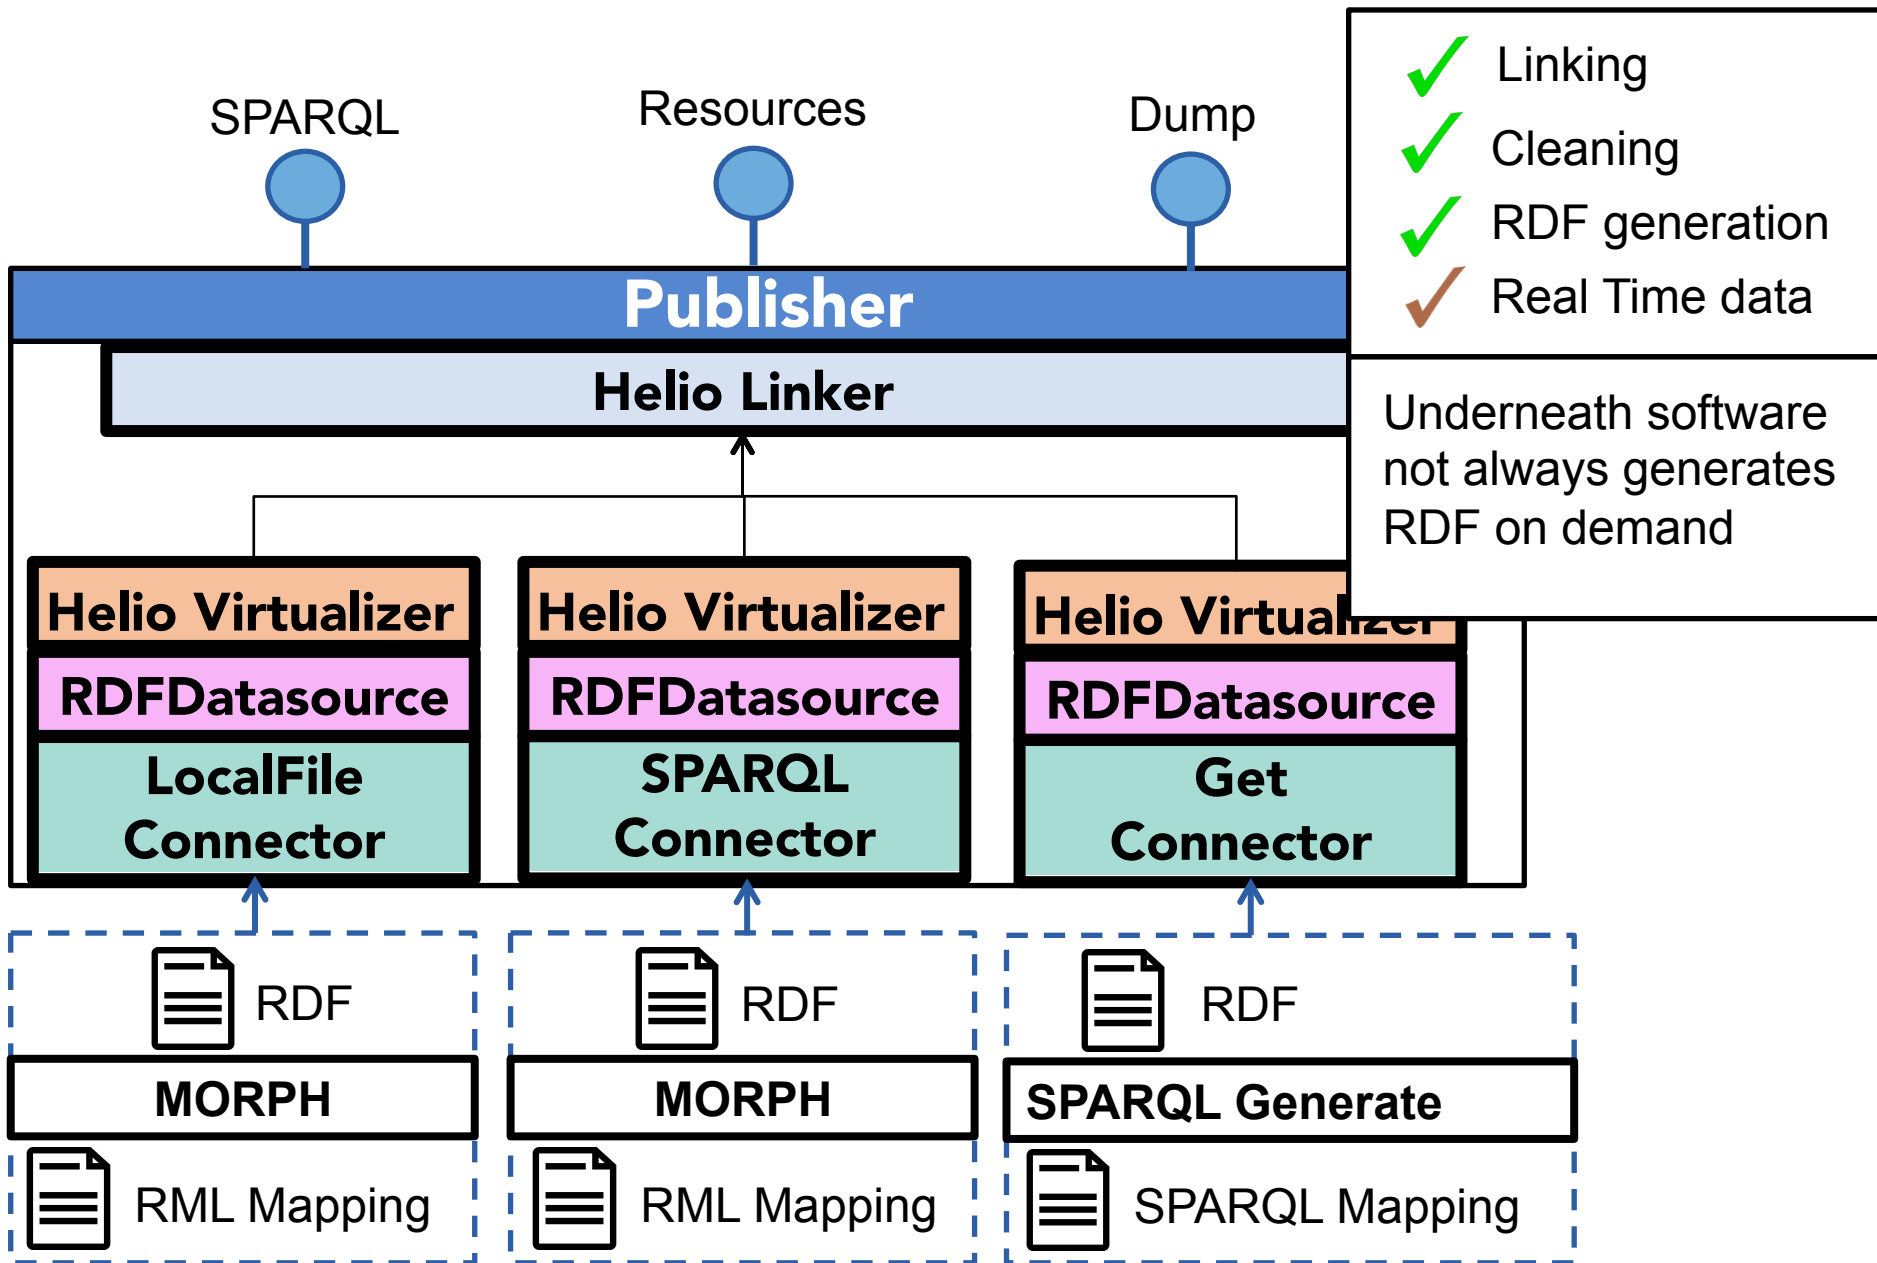 SPARQL
Resources
Dump
Linking
Cleaning
RDF generation
Real Time data
Publisher
Helio Linker
Underneath software
not always generates
RDF on demand
Helio Virtualizer
RDFDatasource
LocalFile
Connector
Helio Virtualizer
RDFDatasource
SPARQL
Connector
Helio Virtualizer
RDFDatasource
Get
Connector
RDF
MORPH
RML Mapping
RDF
MORPH
RML Mapping
RDF
SPARQL Generate
SPARQL Mapping